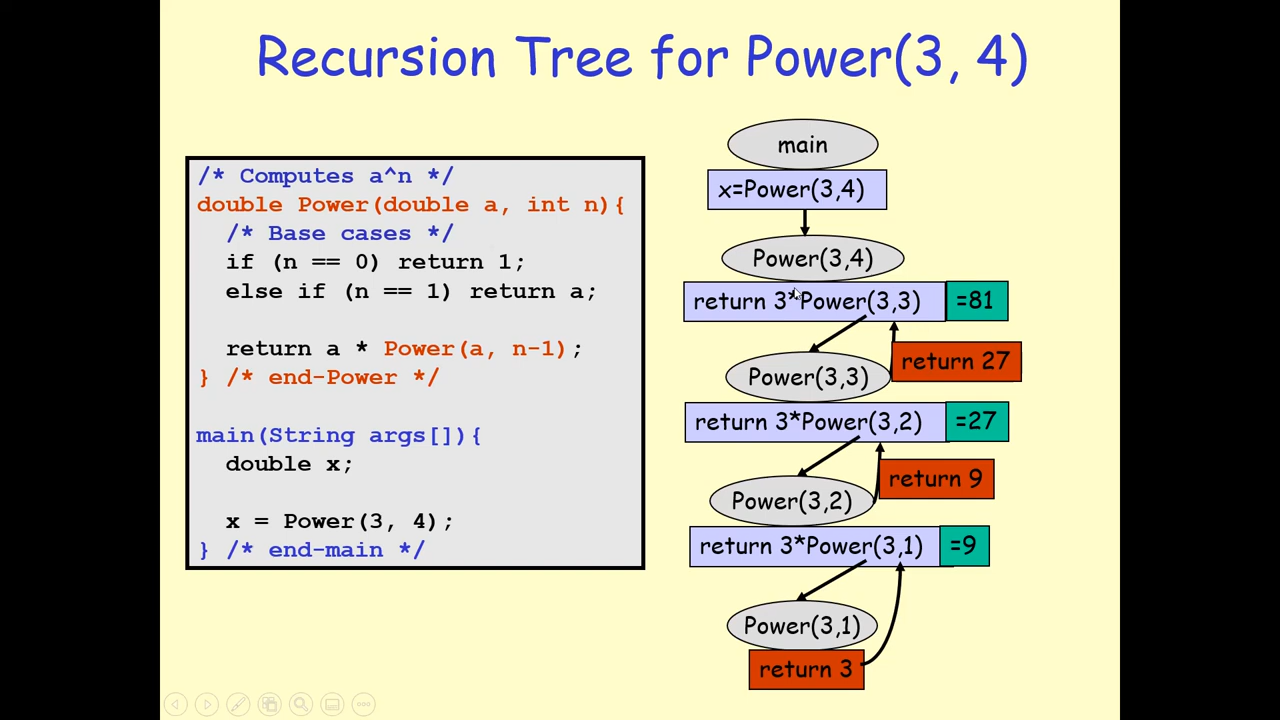 Recursion Tree for Power(3, 4)
/* Computes a^n */
double Power(double a, int n){
/* Base cases */
if (n == 0) return 1;
else if (n == 1) return a;
return a * Power(a, n-1);
} /* end-Power */
main(String args[]){
double x;
x = Power(3, 4);
} /* end-main */
main
x=Power(3,4)
Power(3,4)
return 3*Power(3,3) =81
return 27
Power(3,3)
return 3*Power(3,2) =27
return 9
Power(3,2)
return 3*Power(3,1) =9
Power(3,1)
return 3